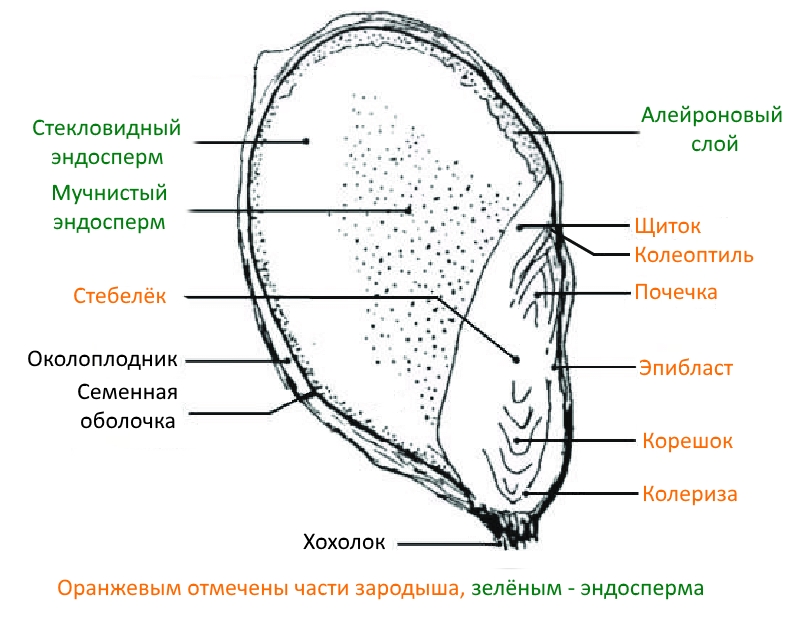 Стекловидный
эндосперм
Мучнистый
эндосперм
Стебелёк
Околоплодник
Семенная
оболочка
Хохолок
Алейроновый
слой
Щиток
Колеоптиль
Почечка
Эпибласт
Корешок
Колериза
Оранжевым отмечены части зародыша, зелёным - эндосперма